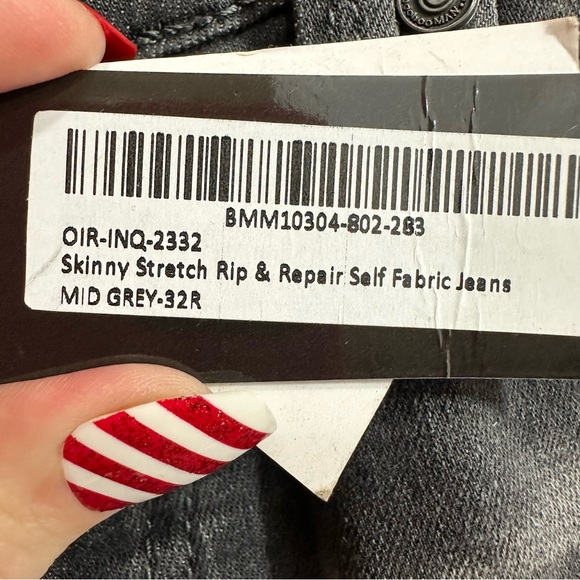 BMM10304-802-283
OIR-INQ-2332
Skinny Stretch Rip & Repair Self Fabric Jeans
MID GREY-32R